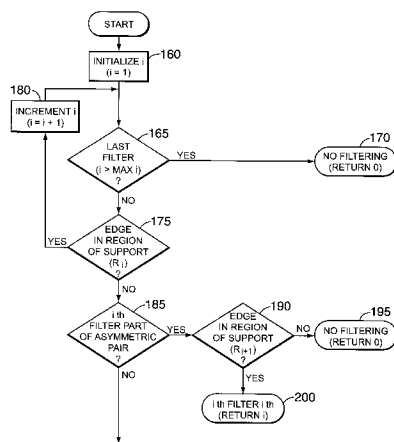 START
160
INITIALIZE i
(i = 1)
180
INCREMENT i
(i = i + 1)
165
LAST
FILTER
(i > MAX i)
?
YES
170
NO FILTERING
(RETURN 0)
NO
175
EDGE
IN REGION
OF SUPPORT
(R i)
?
YES
NO
185
i th
FILTER PART
OF ASYMMETRIC
PAIR
?
YES
190
EDGE
IN REGION
OF SUPPORT
(R i+1)
?
NO
195
NO FILTERING
(RETURN 0)
NO
YES
200
i th FILTER i th
(RETURN i)